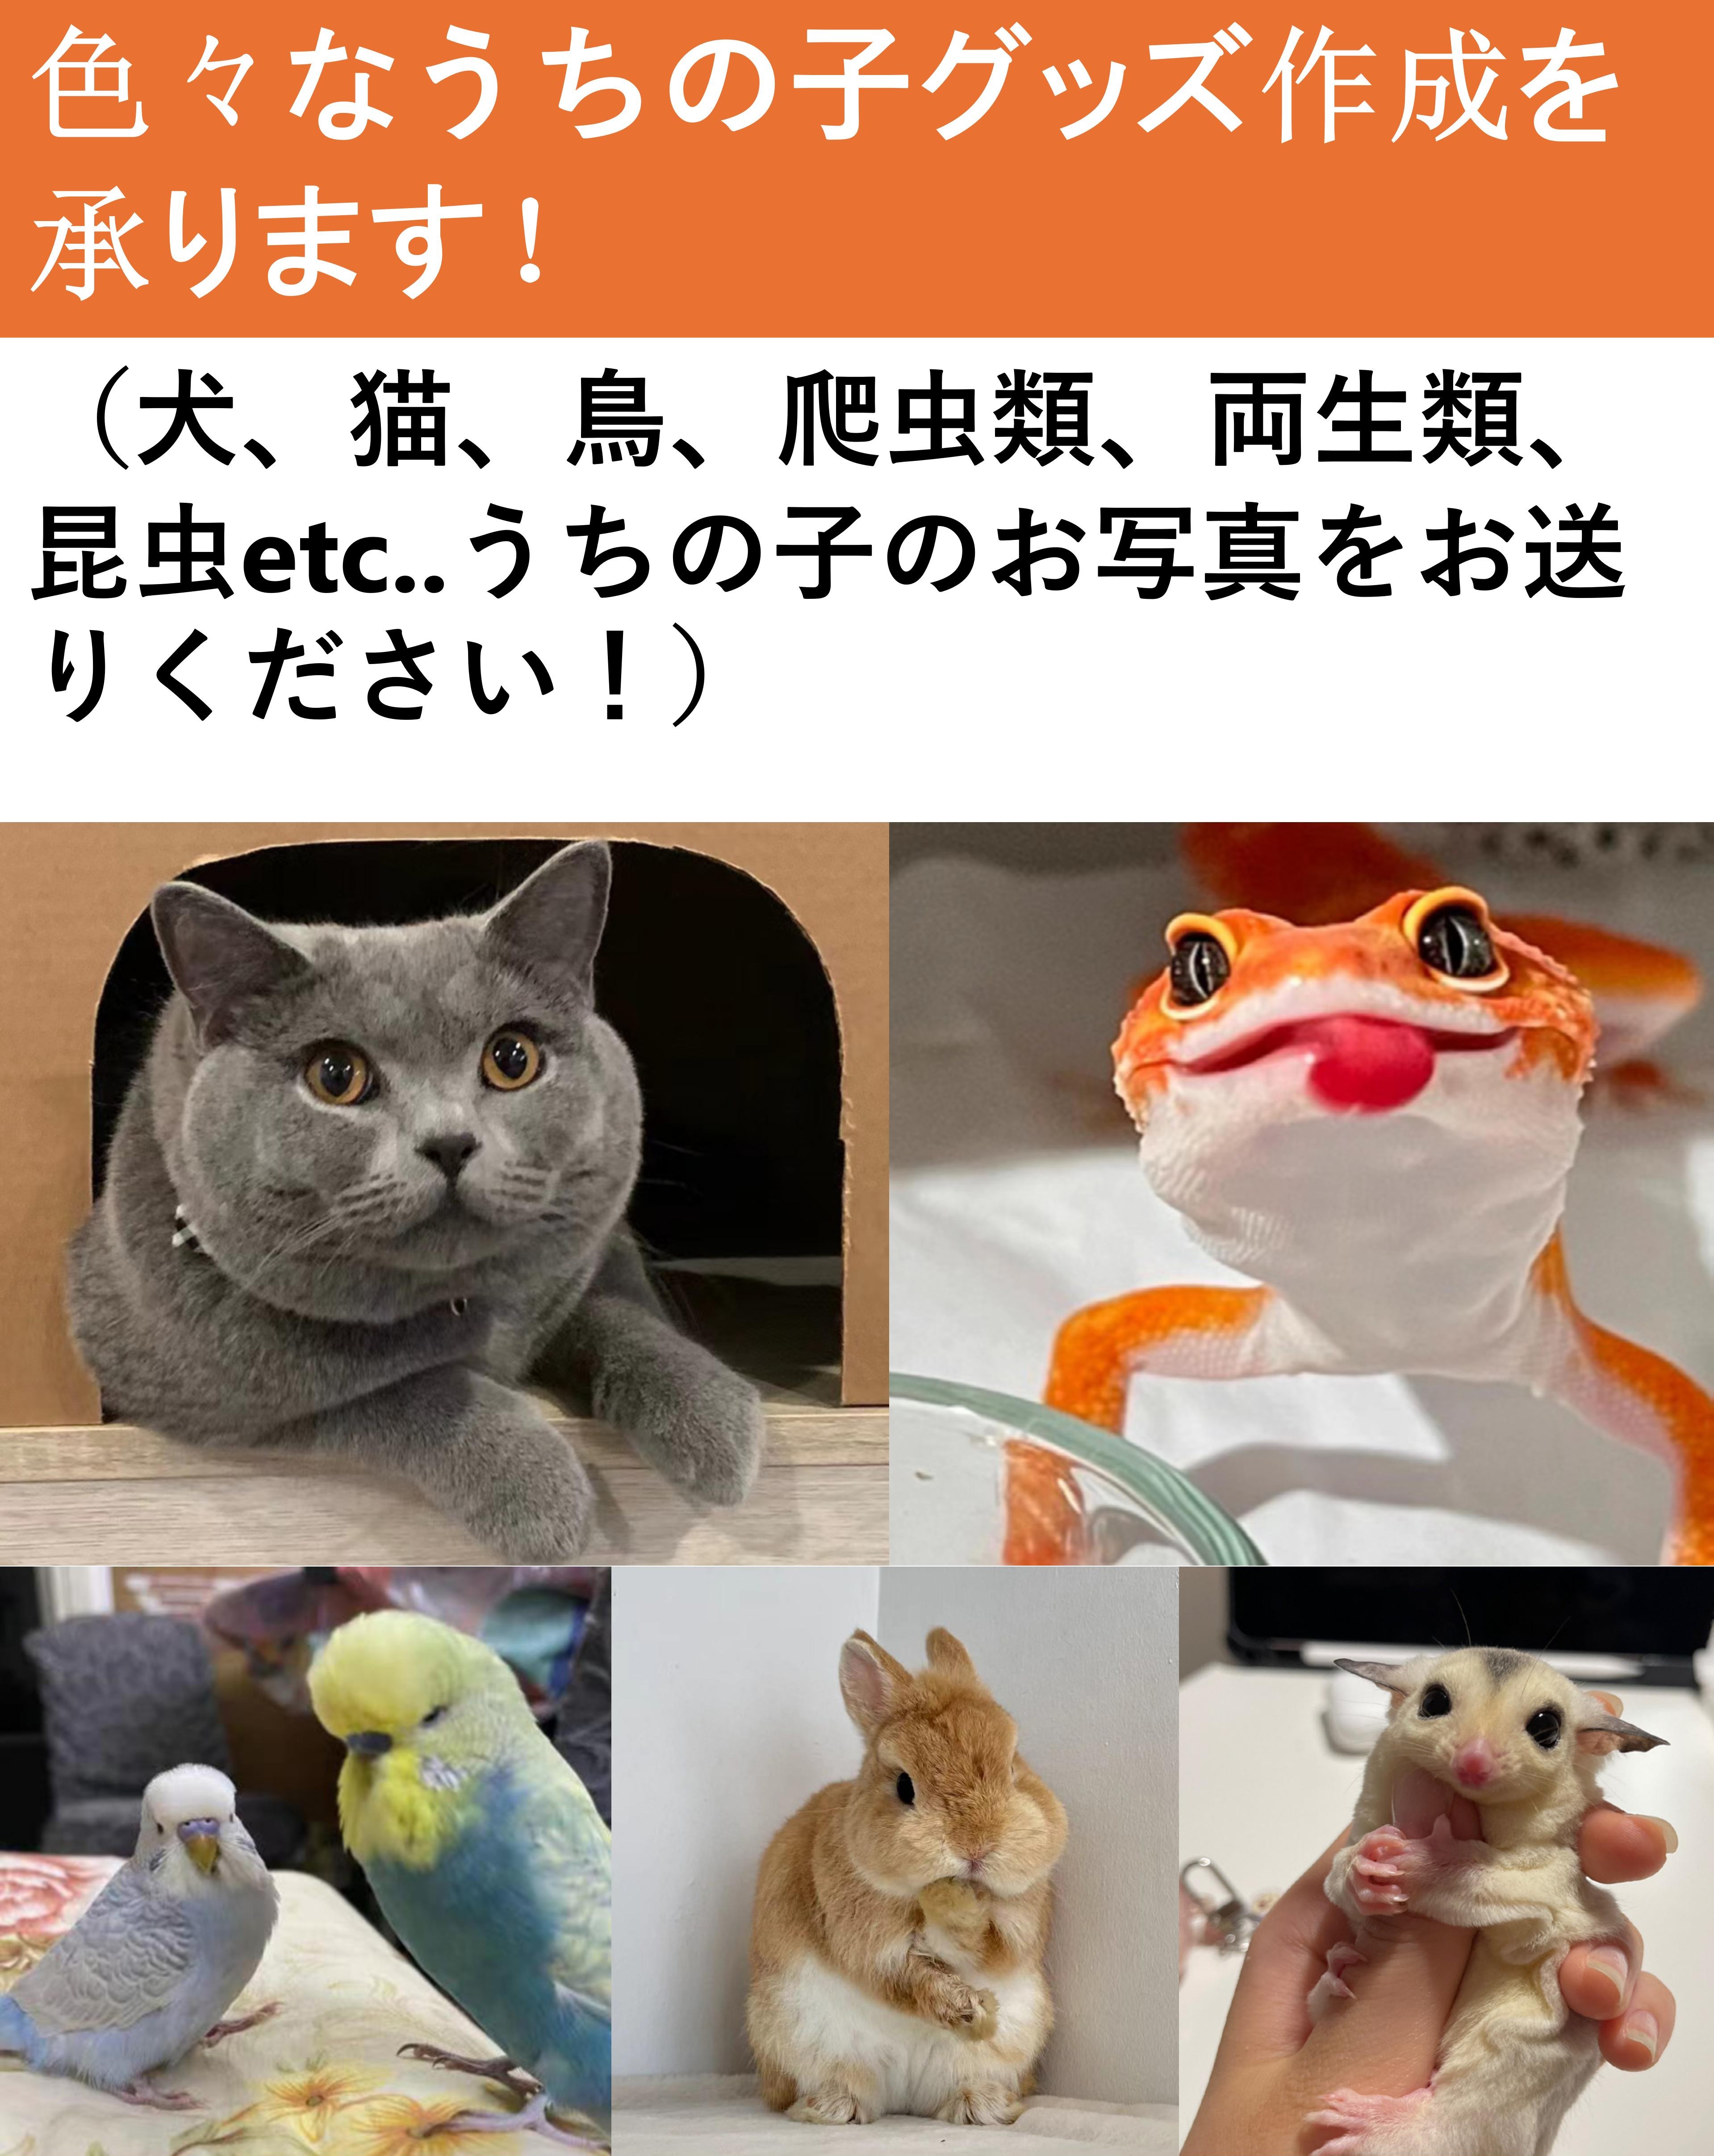 色々なうちの子グッズ作成を
承ります!
（犬、猫、鳥、爬虫類、両生類、
昆虫etc..うちの子のお写真をお送
りください！）